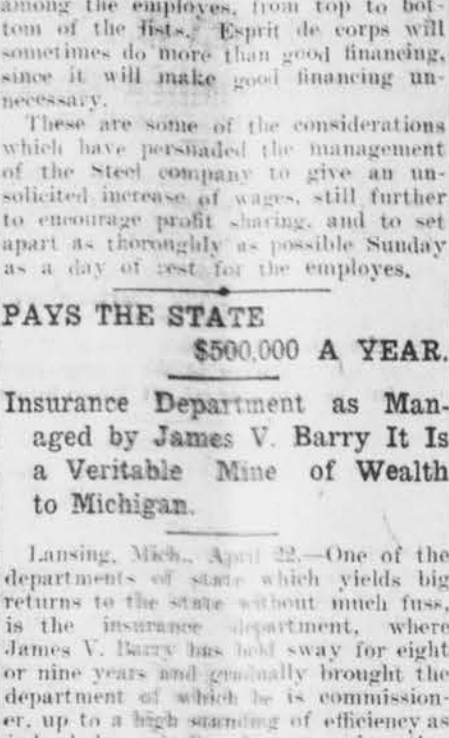 among the employes, from top to bot-
tom of the lists. Esprit de corps will
sometimes do more than good financing,
since it will make good financing un-
necessary.
These are some of the considerations
which have persuaded the management
of the Steel company to give an un-
solicited increase of wages, still further
to encourage profit sharing, and to set
apart as thoroughly as possible Sunday
as a day of rest for the employes.
PAYS THE STATE
$500,000 A YEAR.
Insurance Department as Man-
aged by James V. Barry It Is
a Veritable Mine of Wealth
to Michigan.
Lansing, Mich., April 22.—One of the
departments of state which yields big
returns to the state without much fuss,
is the insurance department, where
James V. Barry has held sway for eight
or nine years and gradually brought the
department of which he is commission-
er, up to a high standing of efficiency as